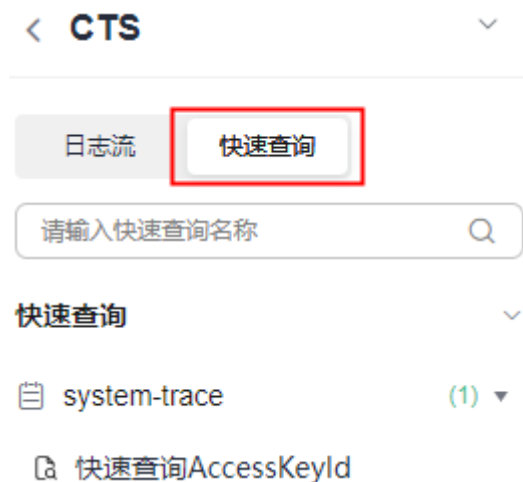 CTS
日志流 快速查询
请输入快速查询名称
快速查询
system-trace (1)
快速查询AccessKeyId